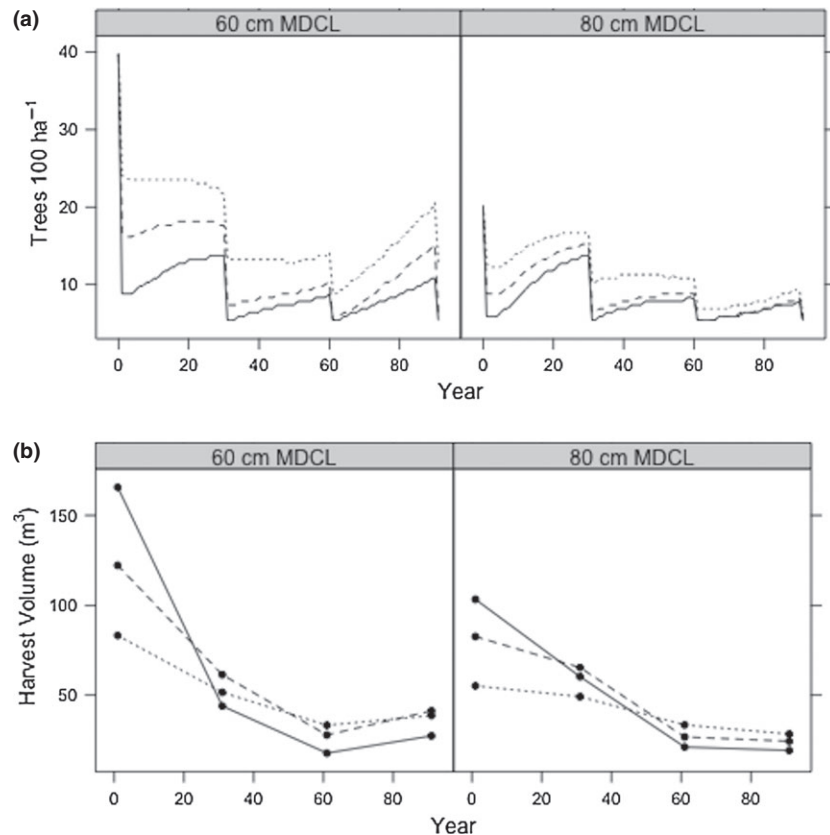 (a)
60 cm MDCL 80 cm MDCL
40
30
20
10
Trees 100 ha⁻¹
0 20 40 60 80 0 20 40 60 80
Year
(b)
60 cm MDCL 80 cm MDCL
150
100
50
Harvest Volume (m³)
0 20 40 60 80 0 20 40 60 80
Year